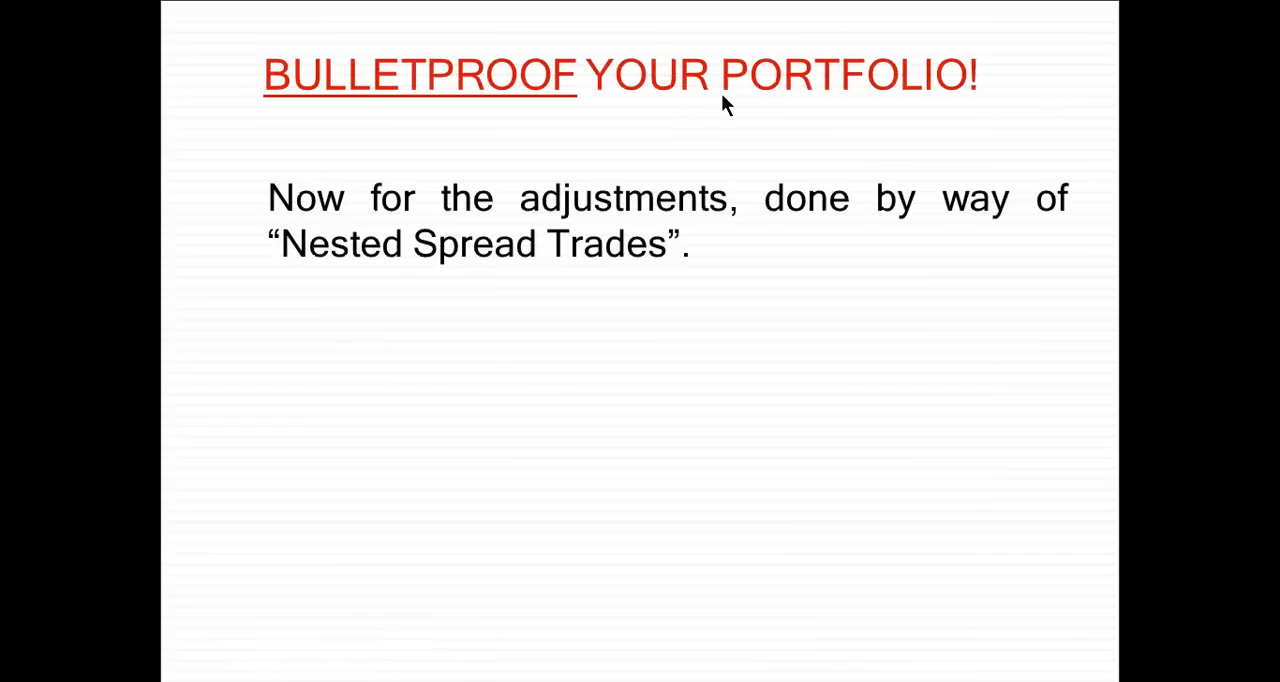 BULLETPROOF YOUR PORTFOLIO!
Now for the adjustments, done by way of
“Nested Spread Trades”.